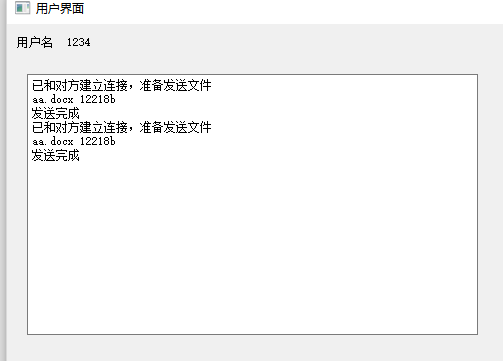 用户界面
用户名 1234
已和对方建立连接，准备发送文件
aa.docx 12218b
发送完成
已和对方建立连接，准备发送文件
aa.docx 12218b
发送完成